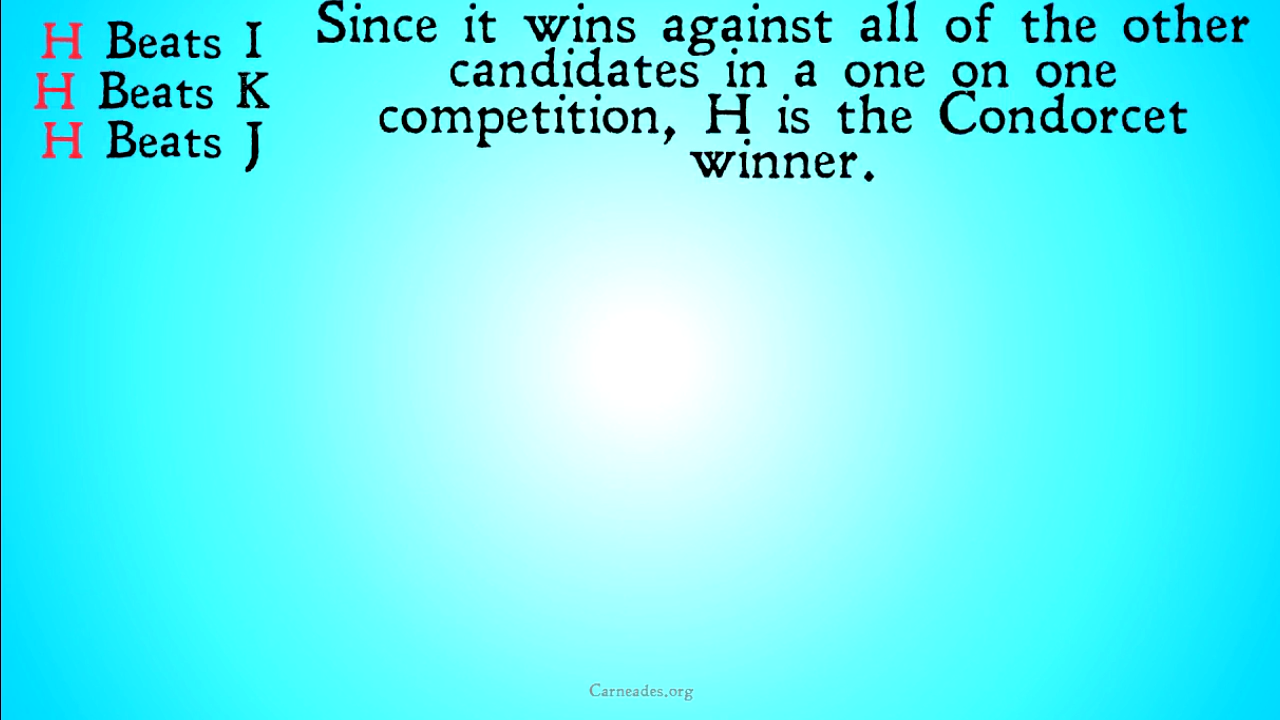 H Beats I
H Beats K
H Beats J
Since it wins against all of the other
candidates in a one on one
competition, H is the Condorcet
winner.
Carneades.org